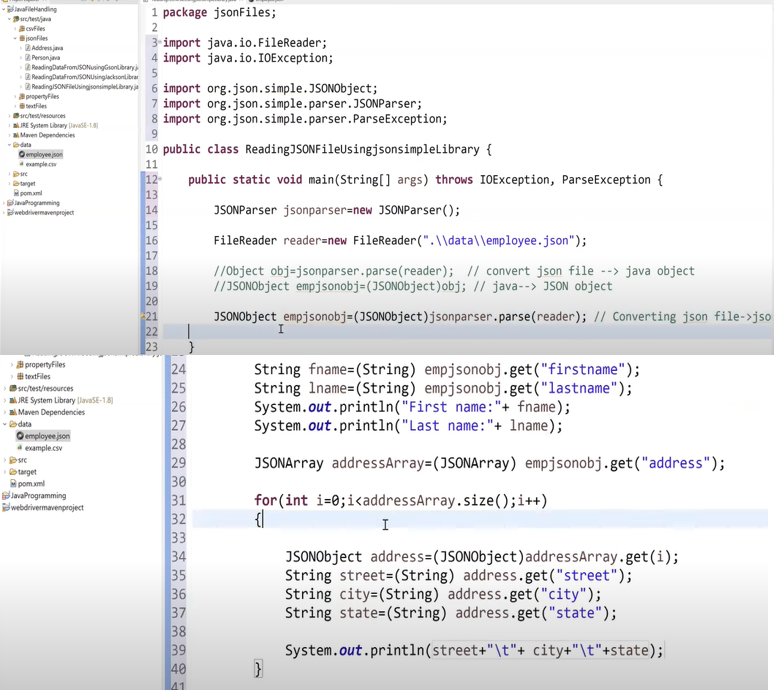 JavaFileHandling
src/test/java
csvFiles
jsonFiles
Address.java
Person.java
ReadingDataFromJSONusingGsonLibrary.ja
ReadingDataFromJSONUsingJacksonLibrar
ReadingJSONFileUsingjsonsimpleLibrary.ja
propertyFiles
textFiles
src/test/resources
JRE System Library [JavaSE-1.8]
Maven Dependencies
data
employee.json
example.csv
src
target
pom.xml
JavaProgramming
webdrivermavenproject
1 package jsonFiles;
2
3 import java.io.FileReader;
4 import java.io.IOException;
5
6 import org.json.simple.JSONObject;
7 import org.json.simple.parser.JSONParser;
8 import org.json.simple.parser.ParseException;
9
10 public class ReadingJSONFileUsingjsonsimpleLibrary {
11
12 public static void main(String[] args) throws IOException, ParseException {
13
14 JSONParser jsonparser=new JSONParser();
15
16 FileReader reader=new FileReader(".\\data\\employee.json");
17
18 //Object obj=jsonparser.parse(reader); // convert json file --> java object
19 //JSONObject empjsonobj=(JSONObject)obj; // java--> JSON object
20
21 JSONObject empjsonobj=(JSONObject)jsonparser.parse(reader); // Converting json file->jso
22
23 }
propertyFiles
textFiles
src/test/resources
JRE System Library [JavaSE-1.8]
Maven Dependencies
data
employee.json
example.csv
src
target
pom.xml
JavaProgramming
webdrivermavenproject
24 String fname=(String) empjsonobj.get("firstname");
25 String lname=(String) empjsonobj.get("lastname");
26 System.out.println("First name:"+ fname);
27 System.out.println("Last name:"+ lname);
28
29 JSONArray addressArray=(JSONArray) empjsonobj.get("address");
30
31 for(int i=0;i<addressArray.size();i++)
32 {
33
34 JSONObject address=(JSONObject)addressArray.get(i);
35 String street=(String) address.get("street");
36 String city=(String) address.get("city");
37 String state=(String) address.get("state");
38
39 System.out.println(street+"\t"+ city+"\t"+state);
40 }
41